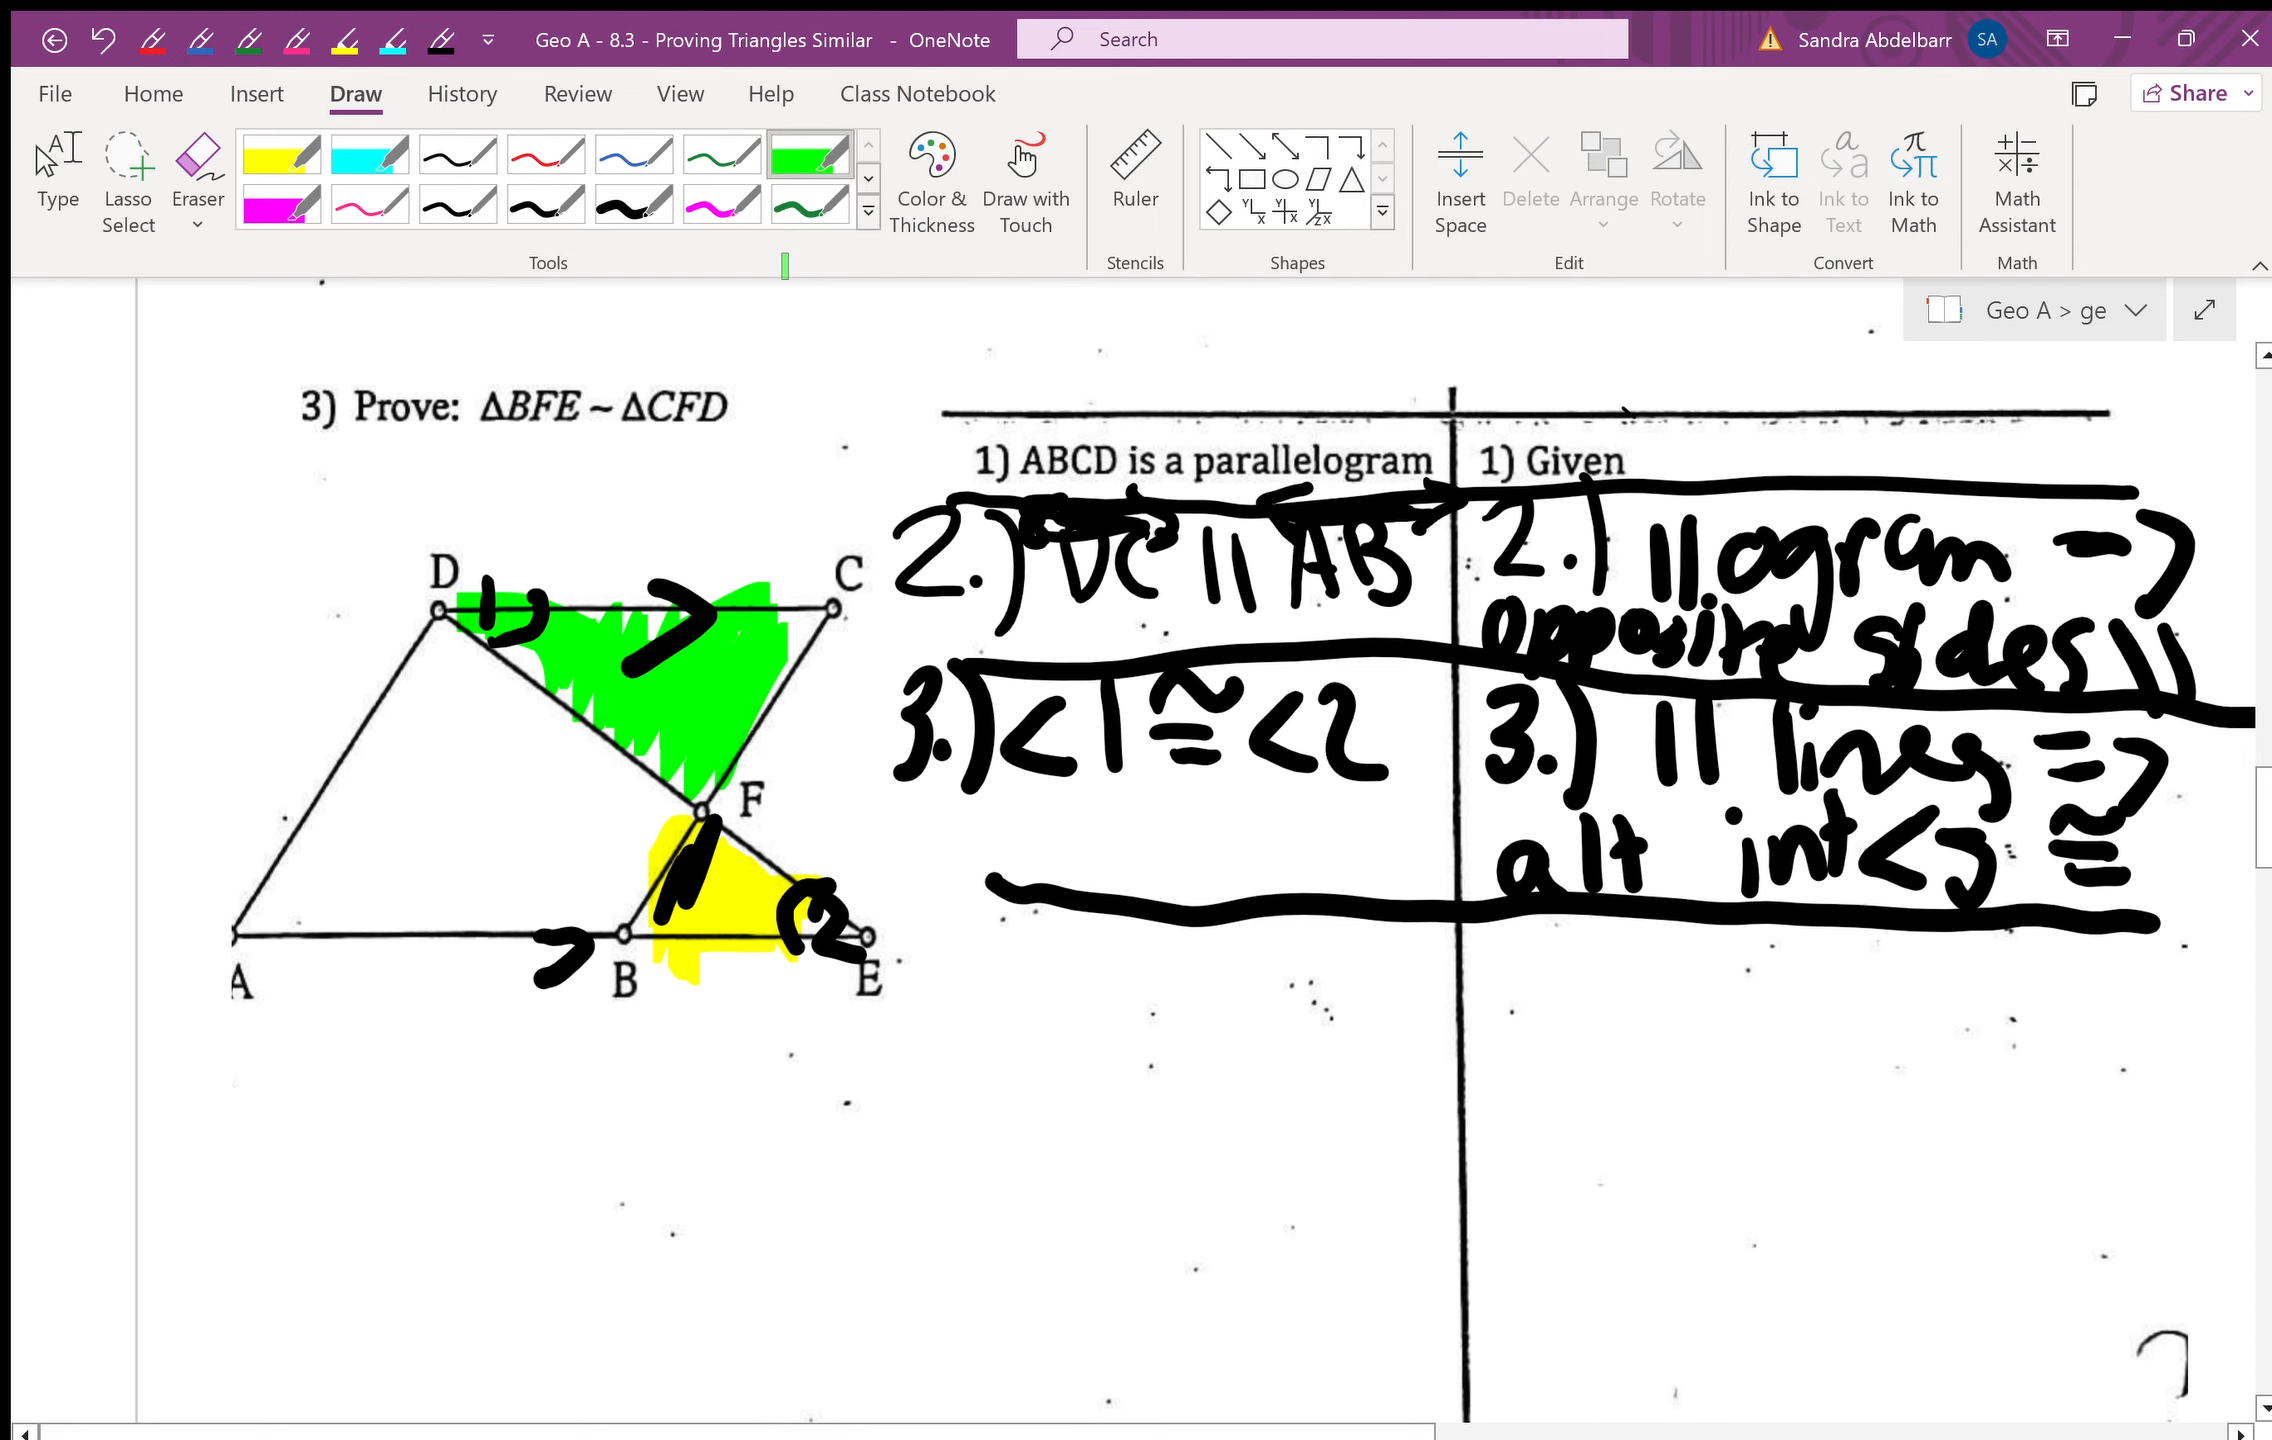 Geo A - 8.3 - Proving Triangles Similar - OneNote
Search
Sandra Abdelbarr
SA
File Home Insert Draw History Review View Help Class Notebook
Share
Type
Lasso Select
Eraser
Color & Thickness
Draw with Touch
Ruler
Insert Space
Delete
Arrange
Rotate
Ink to Shape
Ink to Text
Ink to Math
Math Assistant
Tools
Stencils
Shapes
Edit
Convert
Math
Geo A > ge
3) Prove: ΔBFE ~ ΔCFD
1) ABCD is a parallelogram
1) Given
2.) DC || AB
2.) ||ogram =>
opposite sides ||
3.) <1 ≅ <2
3.) || lines =>
alt int <s ≅
D
C
1
F
2
A
B
E